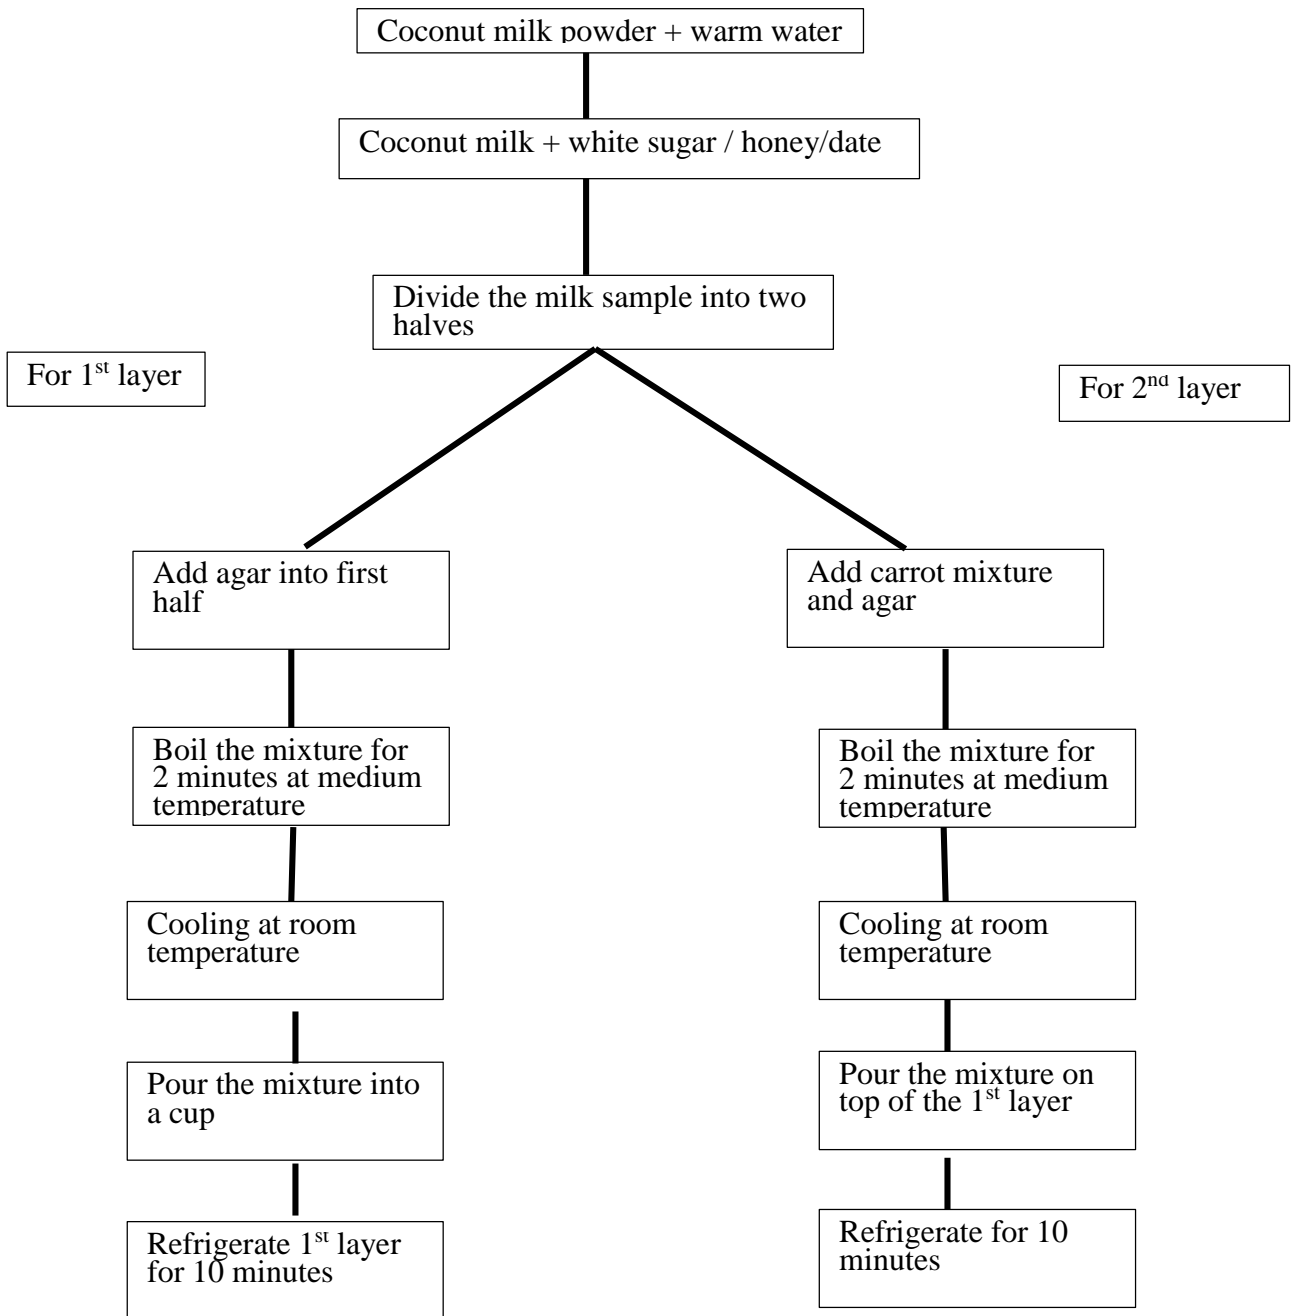 Coconut milk powder + warm water
Coconut milk + white sugar / honey/date
Divide the milk sample into two
halves
For 1st layer
For 2nd layer
Add agar into first
half
Boil the mixture for
2 minutes at medium
temperature
Cooling at room
temperature
Pour the mixture into
a cup
Refrigerate 1st layer
for 10 minutes
Add carrot mixture
and agar
Boil the mixture for
2 minutes at medium
temperature
Cooling at room
temperature
Pour the mixture on
top of the 1st layer
Refrigerate for 10
minutes